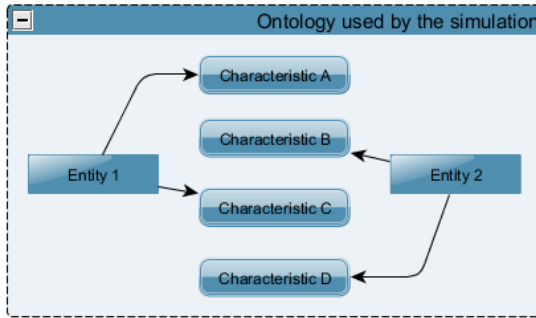 Ontology used by the simulation
Characteristic A
Characteristic B
Entity 1
Entity 2
Characteristic C
Characteristic D